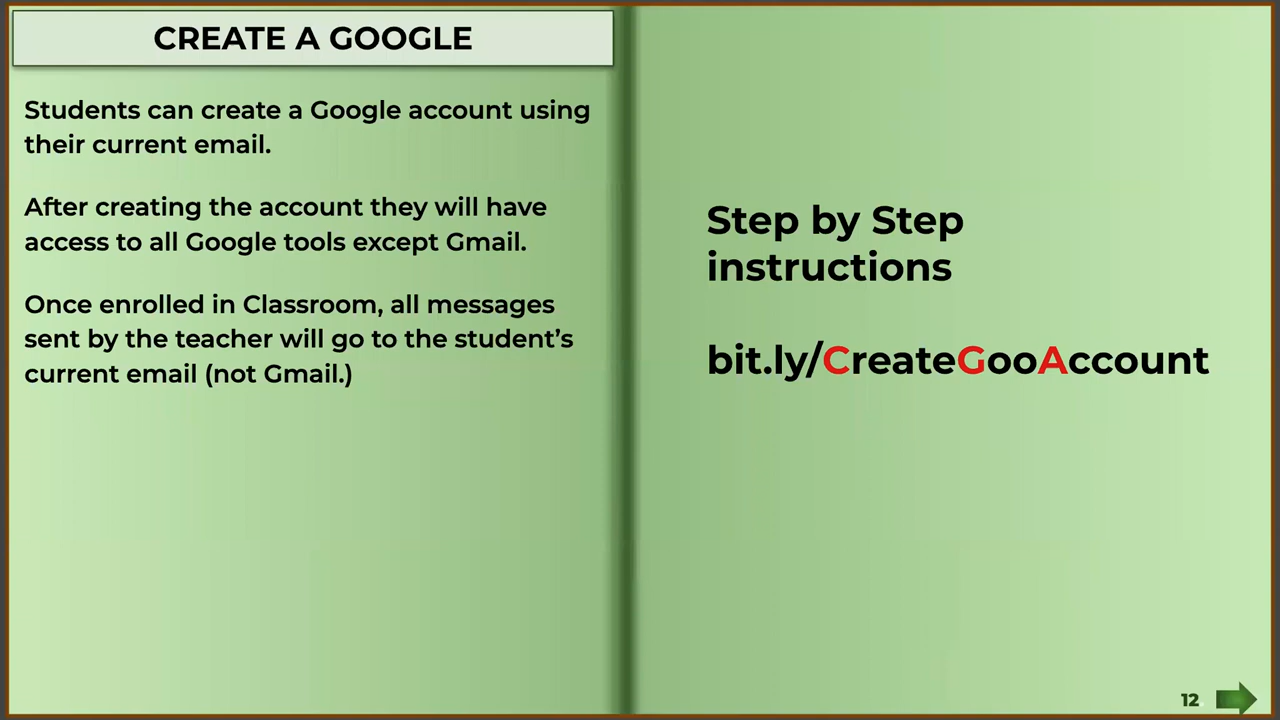 CREATE A GOOGLE
Students can create a Google account using
their current email.
After creating the account they will have
access to all Google tools except Gmail.
Once enrolled in Classroom, all messages
sent by the teacher will go to the student’s
current email (not Gmail.)
Step by Step
instructions
bit.ly/CreateGooAccount
12